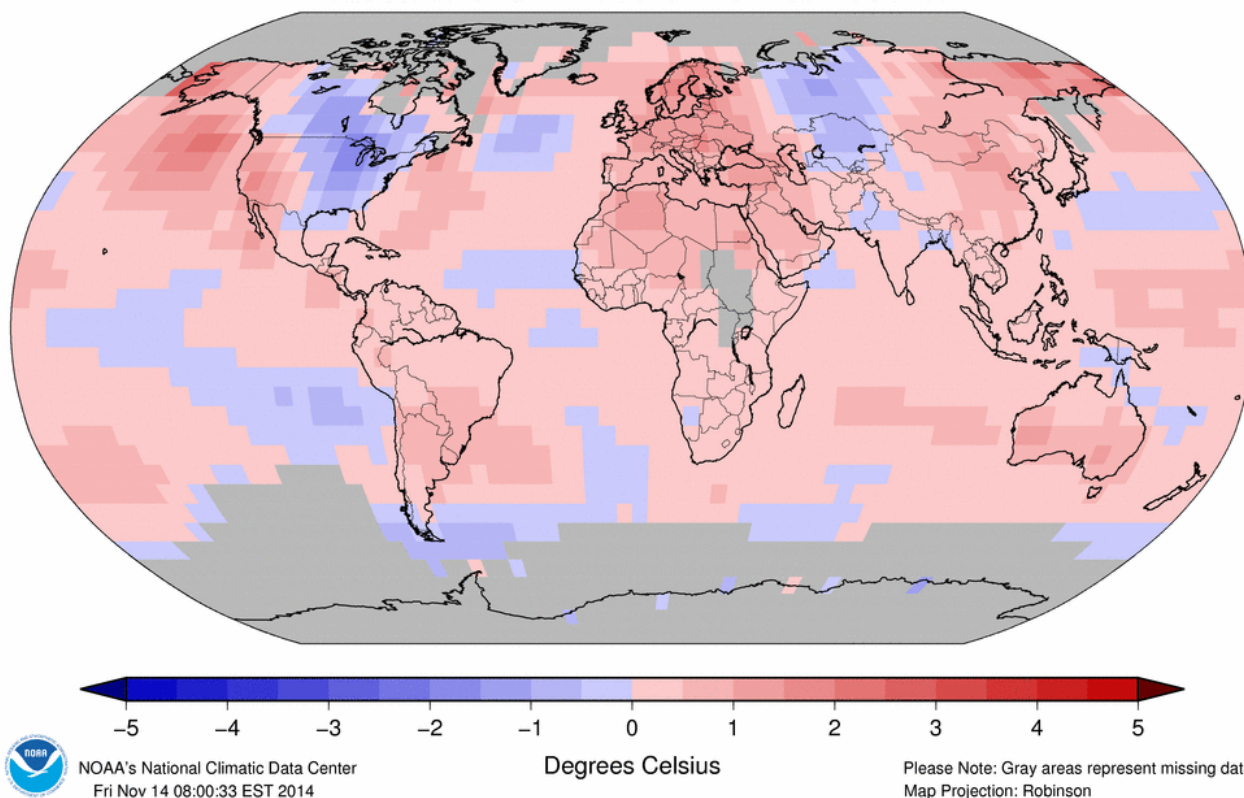 −5 −4 −3 −2 −1 0 1 2 3 4 5
Degrees Celsius
NOAA
NOAA's National Climatic Data Center
Fri Nov 14 08:00:33 EST 2014
Please Note: Gray areas represent missing dat
Map Projection: Robinson